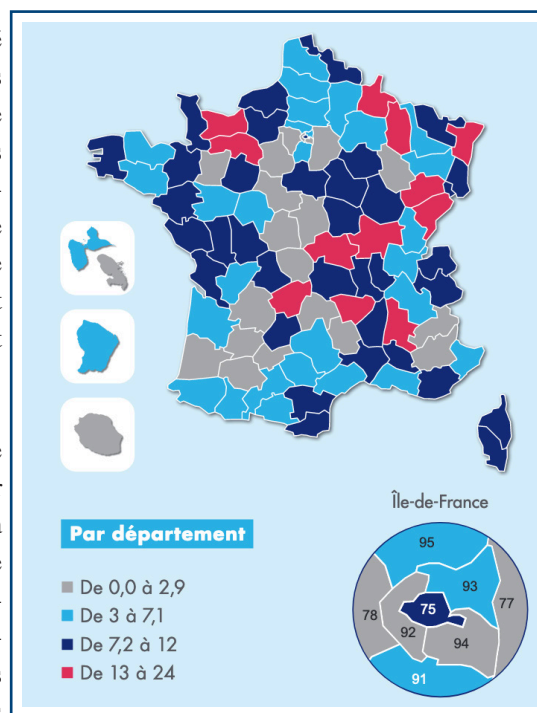 Île-de-France
95
93
77
75
78
92
94
91
Par département
De 0,0 à 2,9
De 3 à 7,1
De 7,2 à 12
De 13 à 24